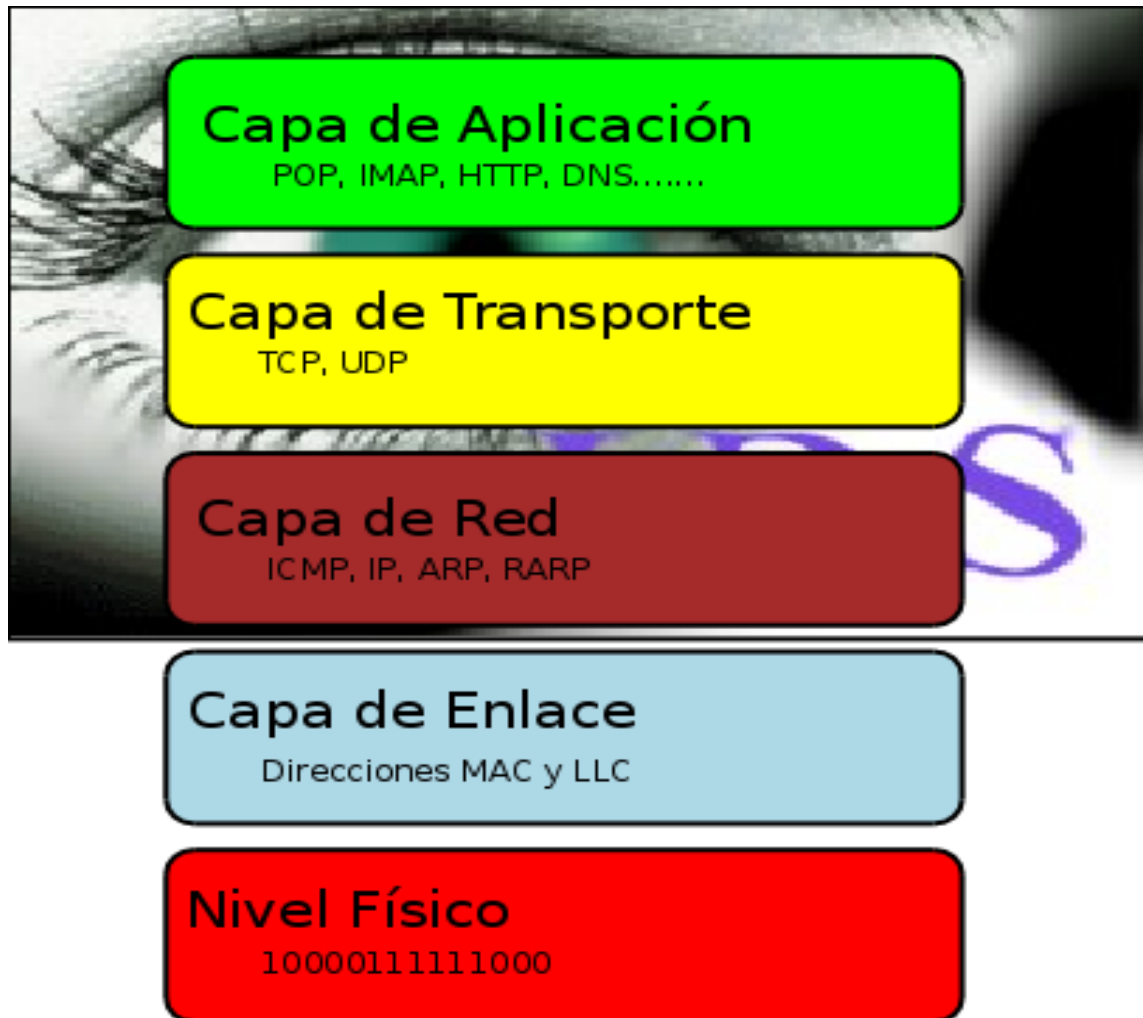 Capa de Aplicación
POP, IMAP, HTTP, DNS.......
Capa de Transporte
TCP, UDP
Capa de Red
ICMP, IP, ARP, RARP
Capa de Enlace
Direcciones MAC y LLC
Nivel Físico
10000111111000